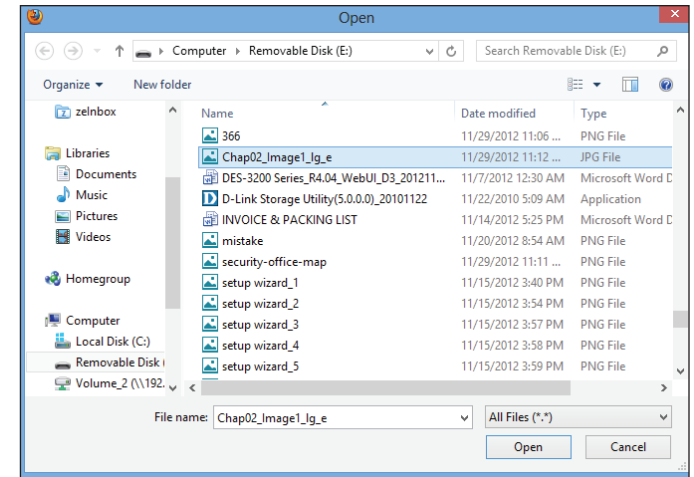 Open
Computer Removable Disk (E:) Search Removable Disk (E:)
Organize New folder
zelnbox
Libraries
Documents
Music
Pictures
Videos
Homegroup
Computer
Local Disk (C:)
Removable Disk (
Volume_2 (\\192.
Name Date modified Type
366 11/29/2012 11:06 ... PNG File
Chap02_Image1_lg_e 11/29/2012 11:12 ... JPG File
DES-3200 Series_R4.04_WebUI_D3_201211... 11/7/2012 12:30 AM Microsoft Word D
D-Link Storage Utility(5.0.0.0)_20101122 11/22/2010 5:09 AM Application
INVOICE & PACKING LIST 11/14/2012 5:25 PM Microsoft Word D
mistake 11/20/2012 8:54 AM PNG File
security-office-map 11/29/2012 11:11 ... PNG File
setup wizard_1 11/15/2012 3:40 PM PNG File
setup wizard_2 11/15/2012 3:54 PM PNG File
setup wizard_3 11/15/2012 3:57 PM PNG File
setup wizard_4 11/15/2012 3:58 PM PNG File
setup wizard_5 11/15/2012 3:59 PM PNG File
File name: Chap02_Image1_lg_e All Files (*.*)
Open Cancel